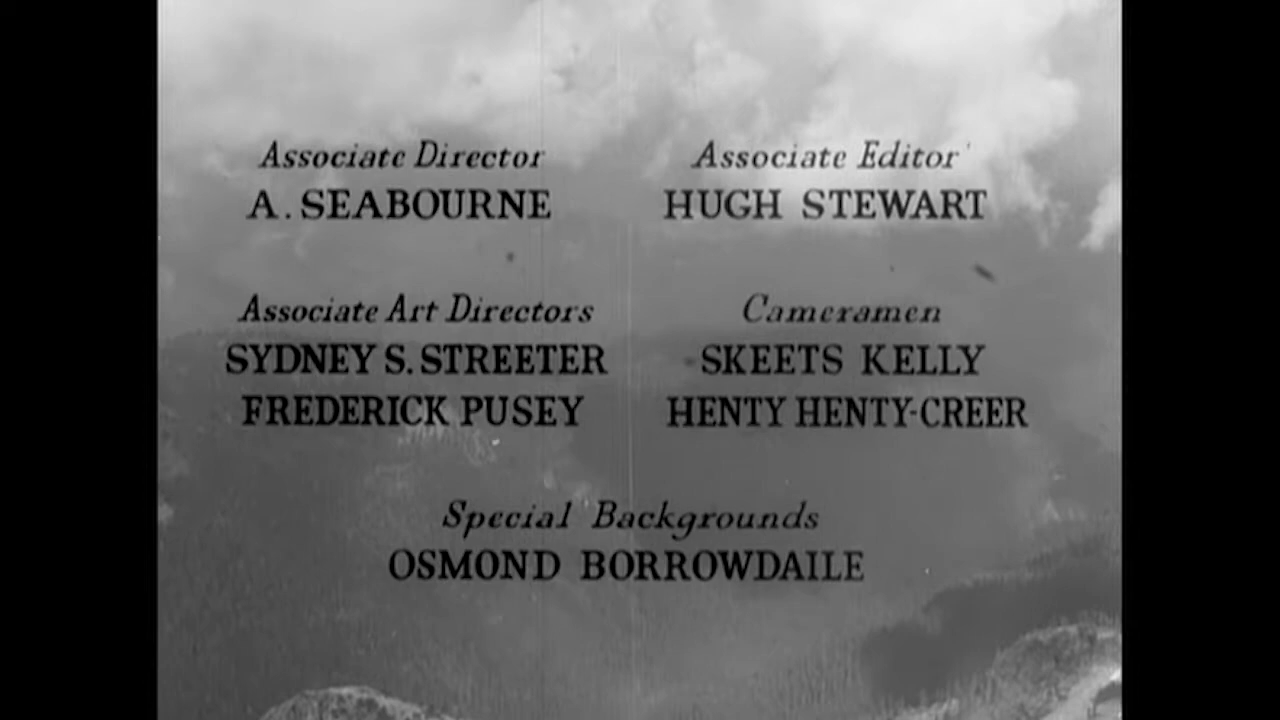 Associate Director
A. SEABOURNE
Associate Editor
HUGH STEWART
Associate Art Directors
SYDNEY S. STREETER
FREDERICK PUSEY
Cameramen
SKEETS KELLY
HENTY HENTY-CREER
Special Backgrounds
OSMOND BORROWDAILE